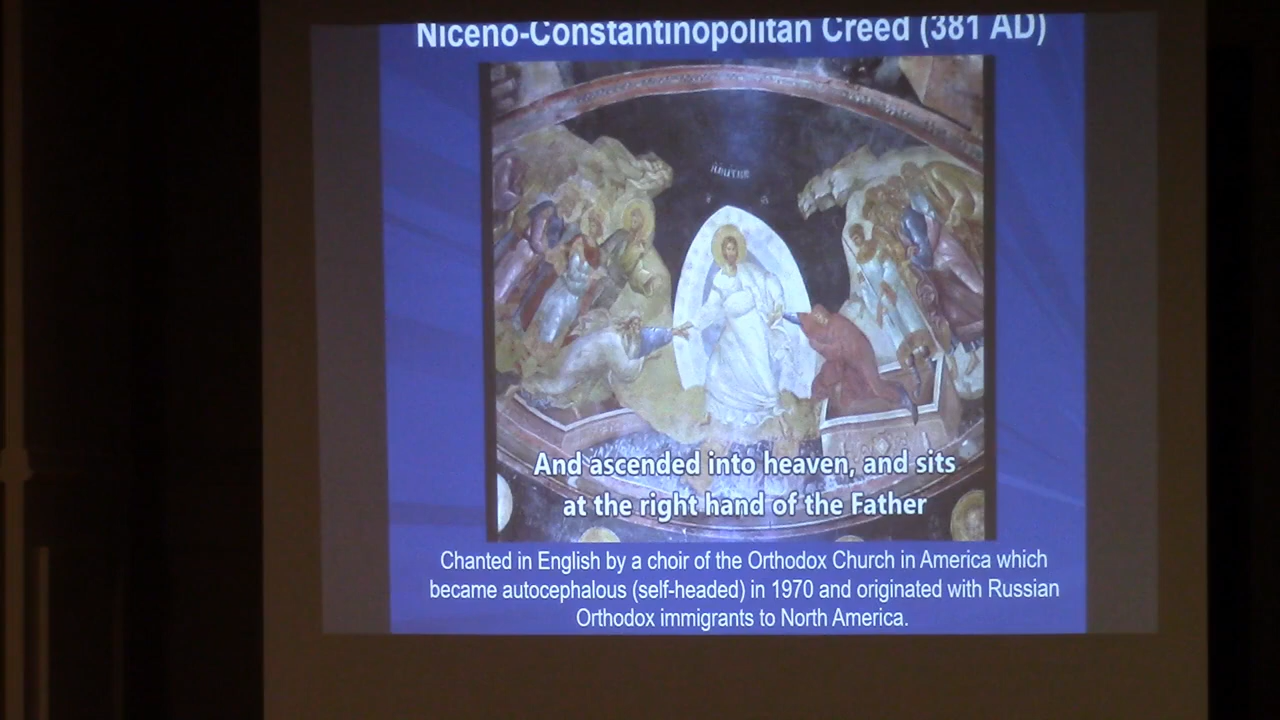 Niceno-Constantinopolitan Creed (381 AD)
And ascended into heaven, and sits
at the right hand of the Father
Chanted in English by a choir of the Orthodox Church in America which
became autocephalous (self-headed) in 1970 and originated with Russian
Orthodox immigrants to North America.